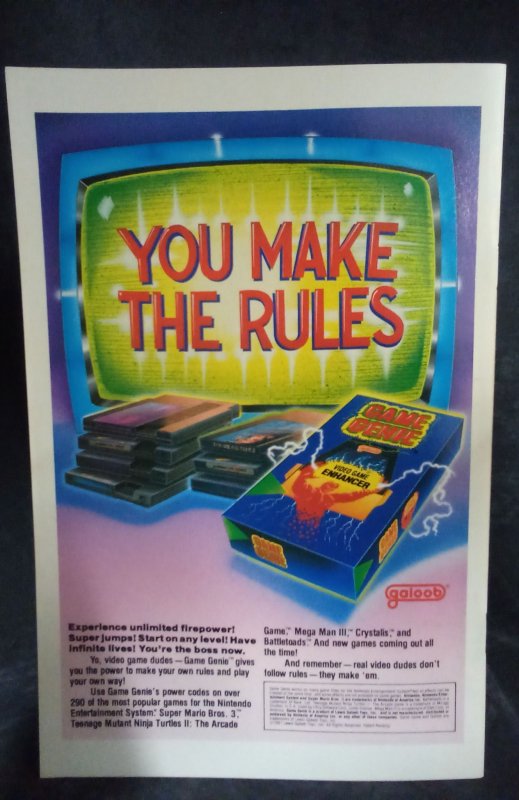 YOU MAKE
THE RULES
GAME
GENIE
VIDEO GAME
ENHANCER
GAME
GENIE
galoob®
Experience unlimited firepower!
Super jumps! Start on any level! Have
infinite lives! You're the boss now.
Yo, video game dudes — Game Genie™ gives
you the power to make your own rules and play
your own way!
Use Game Genie's power codes on over
290 of the most popular games for the Nintendo
Entertainment System,® Super Mario Bros. 3,™
Teenage Mutant Ninja Turtles II: The Arcade
Game,™ Mega Man III,™ Crystalis,™ and
Battletoads.™ And new games coming out all
the time!
And remember — real video dudes don't
follow rules — they make 'em.